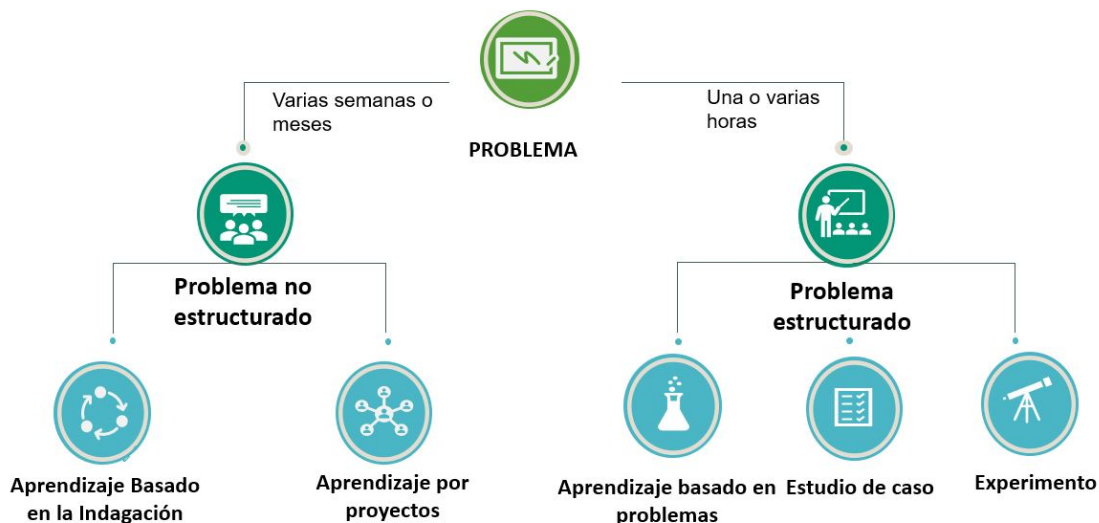 Varias semanas o
meses
Una o varias
horas
PROBLEMA
Problema no
estructurado
Problema
estructurado
Aprendizaje Basado
en la Indagación
Aprendizaje por
proyectos
Aprendizaje basado en
problemas
Estudio de caso
Experimento